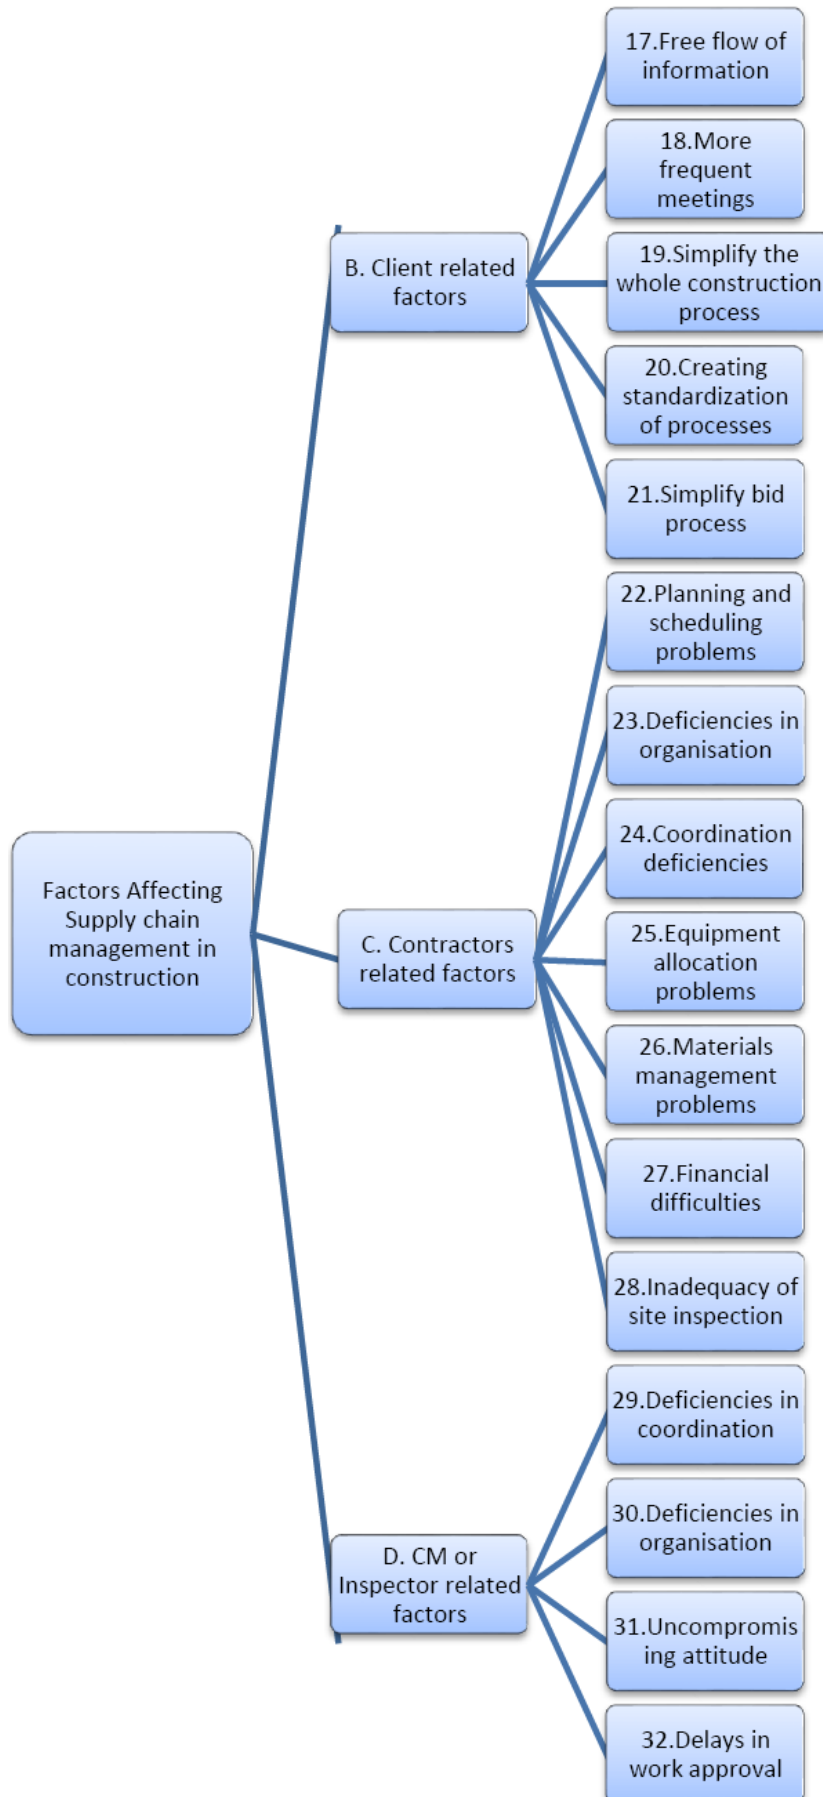 17.Free flow of
information
18.More
frequent
meetings
B. Client related
factors
19.Simplify the
whole construction
process
20.Creating
standardization
of processes
21.Simplify bid
process
22.Planning and
scheduling
problems
23.Deficiencies in
organisation
24.Coordination
deficiencies
Factors Affecting
Supply chain
management in
construction
C. Contractors
related factors
25.Equipment
allocation
problems
26.Materials
management
problems
27.Financial
difficulties
28.Inadequacy of
site inspection
29.Deficiencies in
coordination
30.Deficiencies in
organisation
D. CM or
Inspector related
factors
31.Uncompromis
ing attitude
32.Delays in
work approval